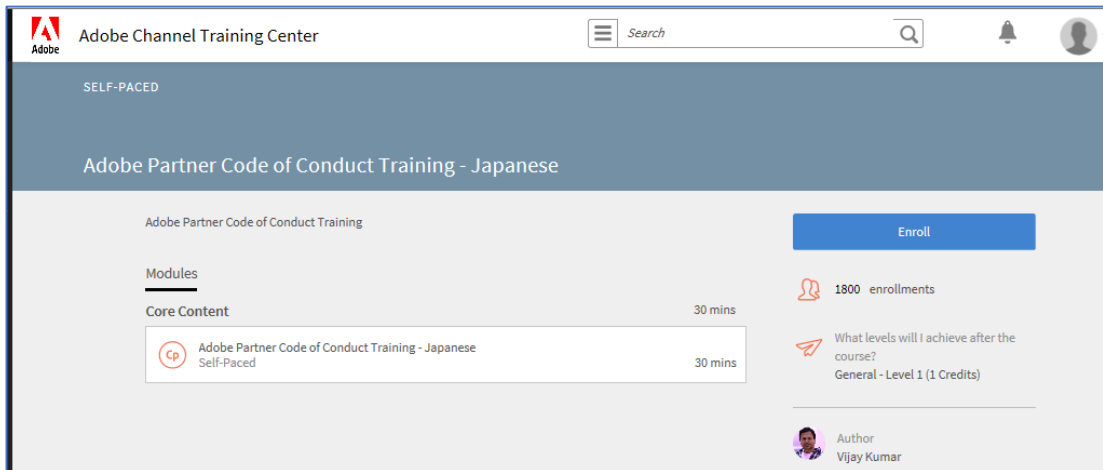 Adobe
Adobe Channel Training Center
Search
SELF-PACED
Adobe Partner Code of Conduct Training - Japanese
Adobe Partner Code of Conduct Training
Enroll
Modules
1800 enrollments
Core Content 30 mins
Cp
Adobe Partner Code of Conduct Training - Japanese
Self-Paced 30 mins
What levels will I achieve after the
course?
General - Level 1 (1 Credits)
Author
Vijay Kumar